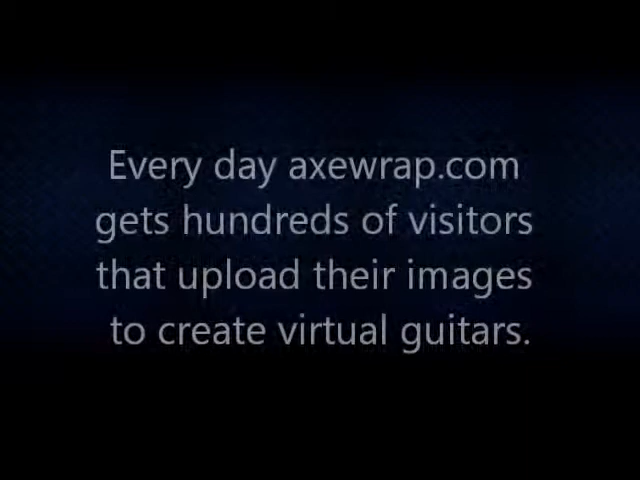 Every day axewrap.com
gets hundreds of visitors
that upload their images
to create virtual guitars.